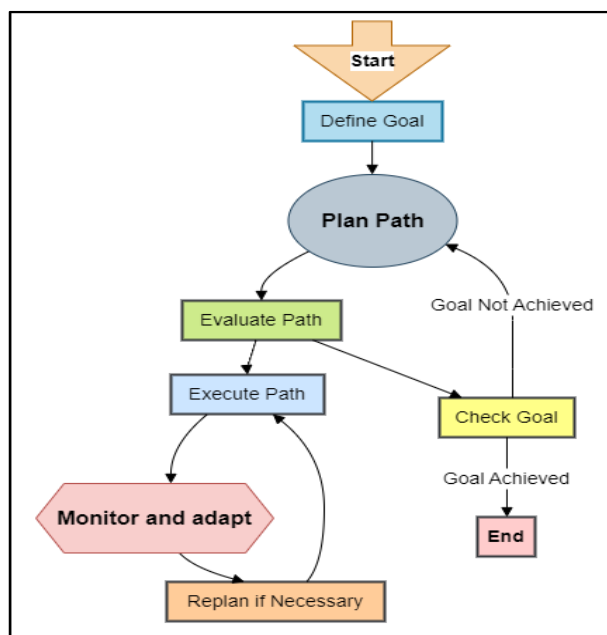 Start
Define Goal
Plan Path
Goal Not Achieved
Evaluate Path
Execute Path
Check Goal
Goal Achieved
Monitor and adapt
End
Replan if Necessary